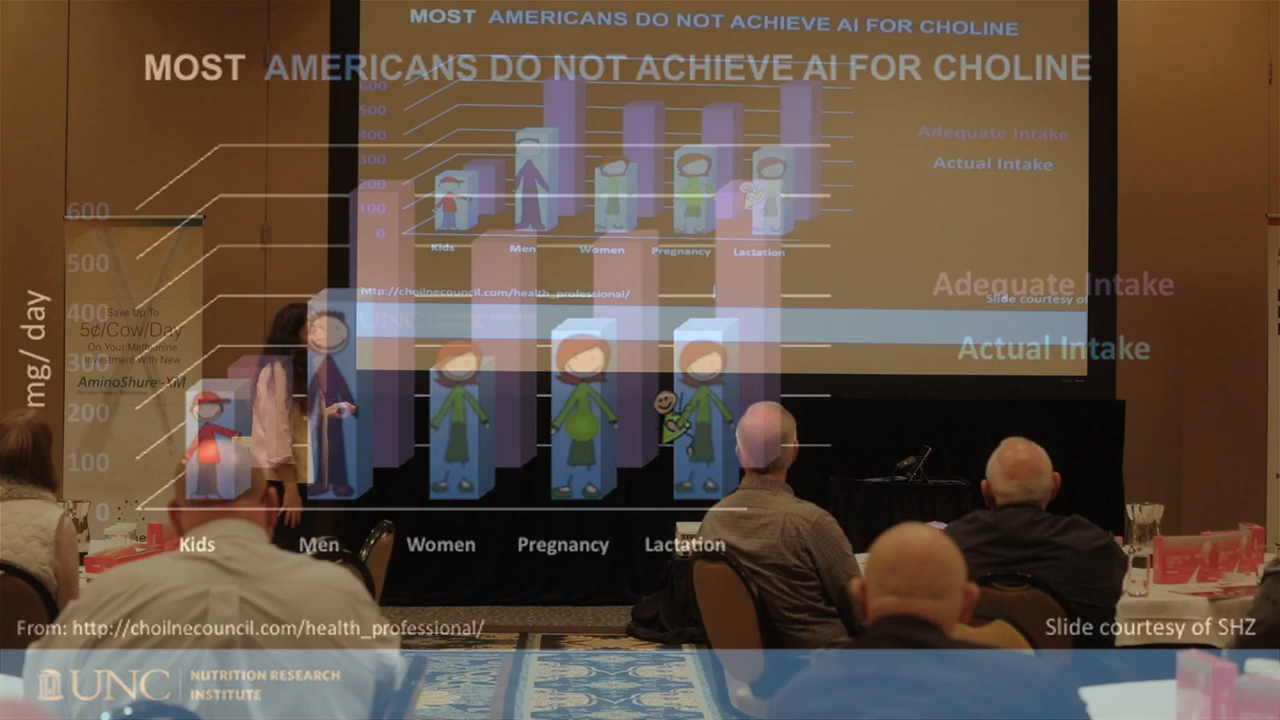 MOST AMERICANS DO NOT ACHIEVE AI FOR CHOLINE
MOST AMERICANS DO NOT ACHIEVE AI FOR CHOLINE
600
500
400
300
200
100
0
Adequate Intake
Actual Intake
Kids Men Women Pregnancy Lactation
http://choilnecouncil.com/health_professional/
Slide courtesy of
UNC
mg/ day
600
500
400
300
200
100
0
Adequate Intake
Actual Intake
Save Up To
5¢/Cow/Day
On Your Methionine
Investment With New
AminoShure-XM
Kids Men Women Pregnancy Lactation
From: http://choilnecouncil.com/health_professional/
Slide courtesy of SHZ
UNC NUTRITION RESEARCH
INSTITUTE